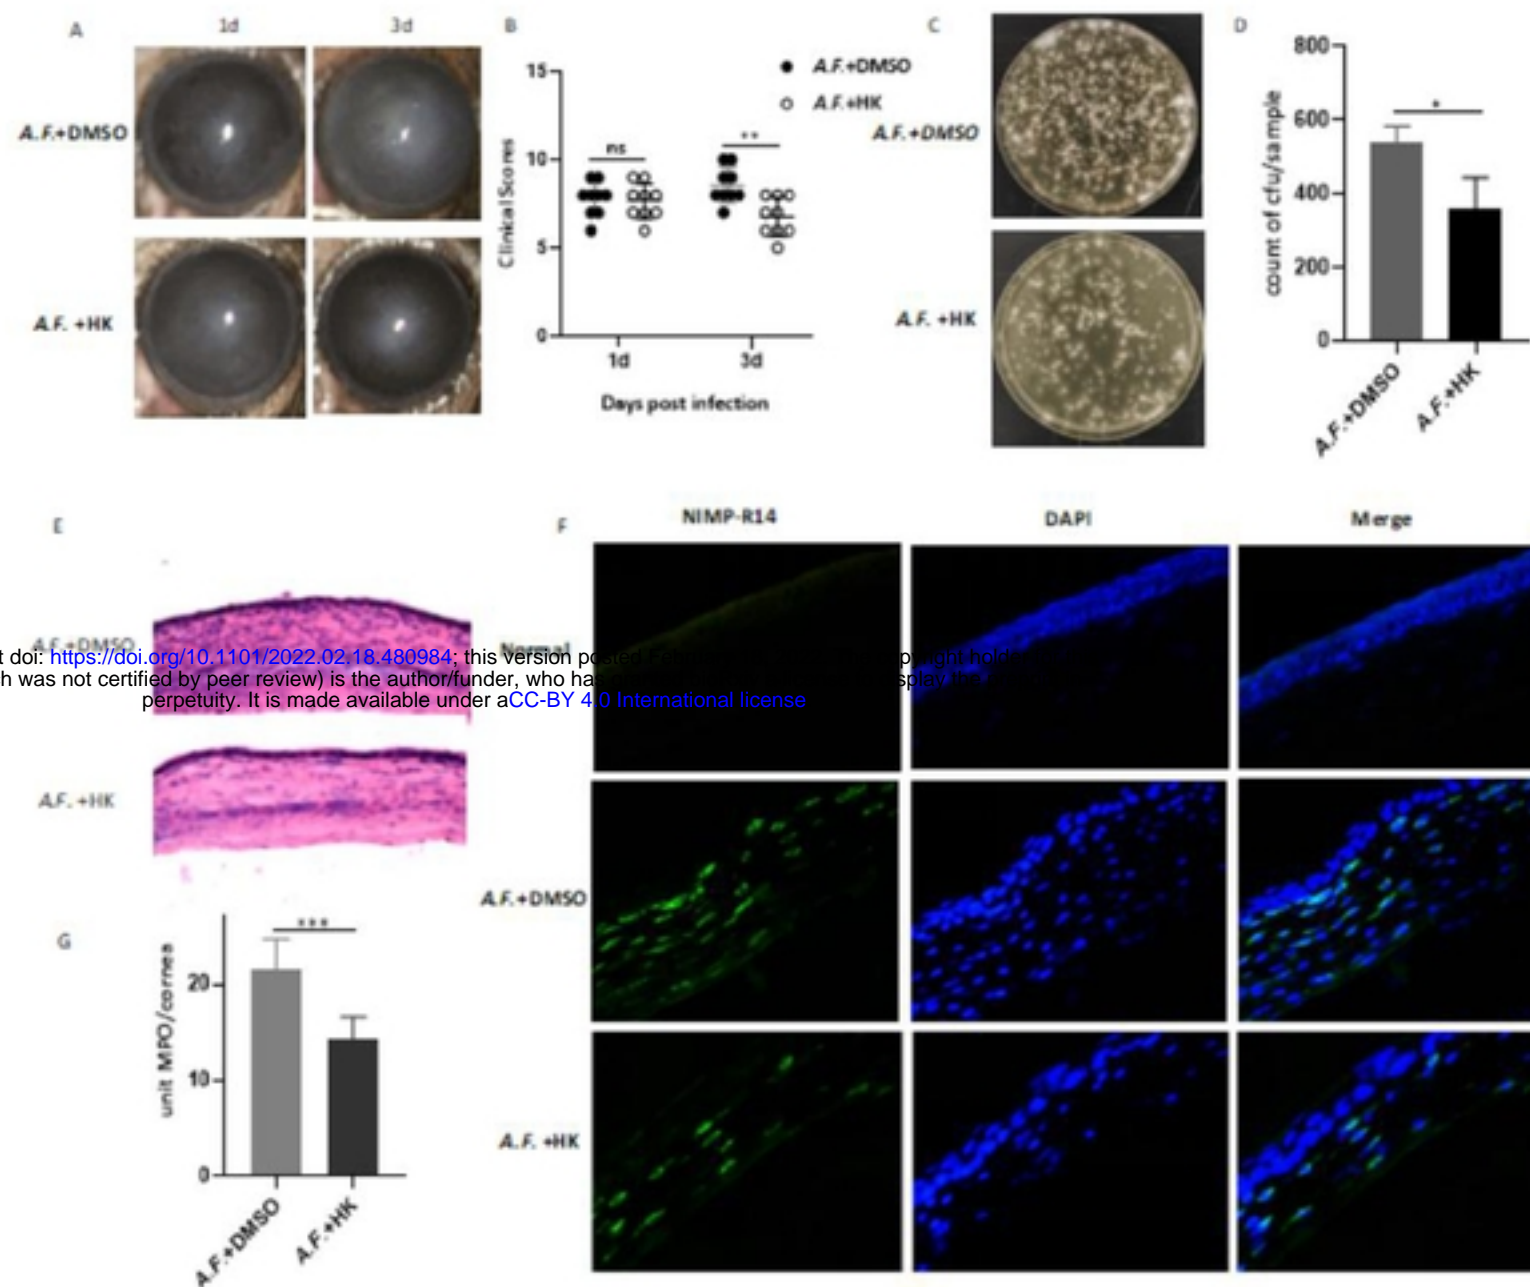 A 1d 3d
A.F.+DMSO
A.F. +HK
B
A.F.+DMSO
A.F.+HK
15
10
5
0
Clinical Scores
ns
**
1d 3d
Days post infection
C
A.F.+DMSO
A.F. +HK
D
800
600
400
200
0
count of cfu/sample
*
A.F.+DMSO
A.F.+HK
E
A.F.+DMSO
A.F. +HK
F NIMP-R14 DAPI Merge
Normal
A.F.+DMSO
A.F. +HK
t doi: https://doi.org/10.1101/2022.02.18.480984; this version posted
h was not certified by peer review) is the author/funder, who has
perpetuity. It is made available under aCC-BY 4.0 International license
G
20
10
0
unit MPO/cornea
***
A.F.+DMSO
A.F.+HK